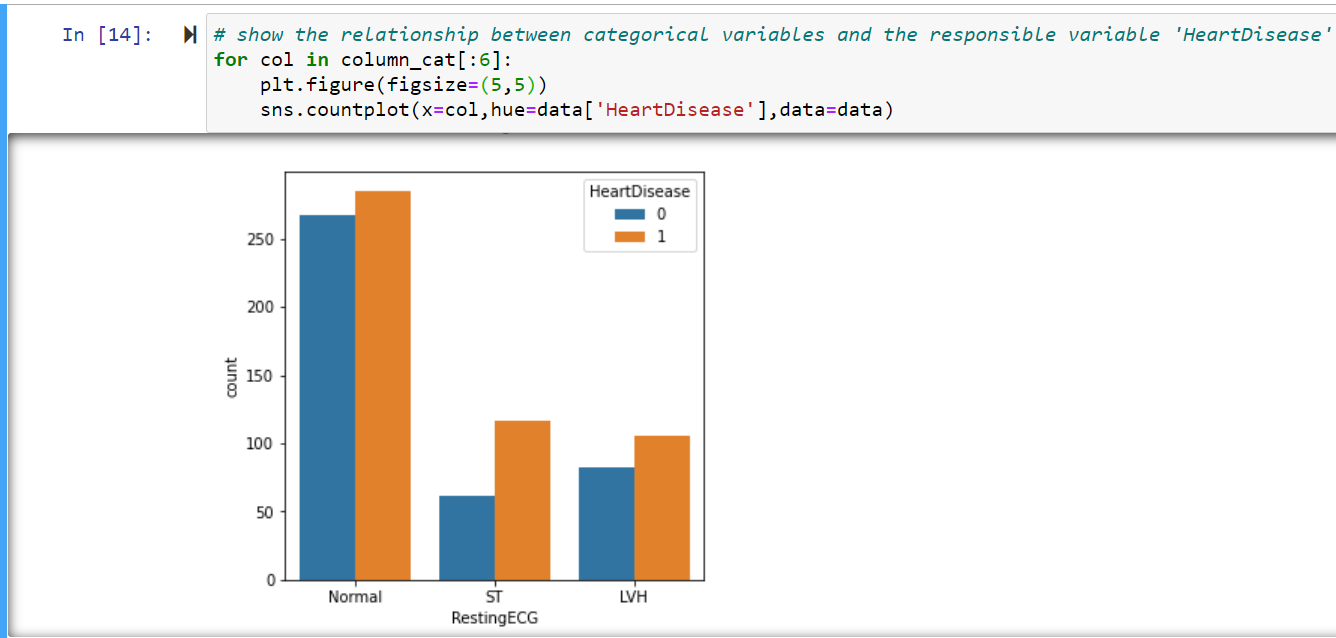 In [14]:
# show the relationship between categorical variables and the responsible variable 'HeartDisease'
for col in column_cat[:6]:
    plt.figure(figsize=(5,5))
    sns.countplot(x=col,hue=data['HeartDisease'],data=data)
HeartDisease
0
1
250
200
150
100
50
0
count
Normal ST LVH
RestingECG